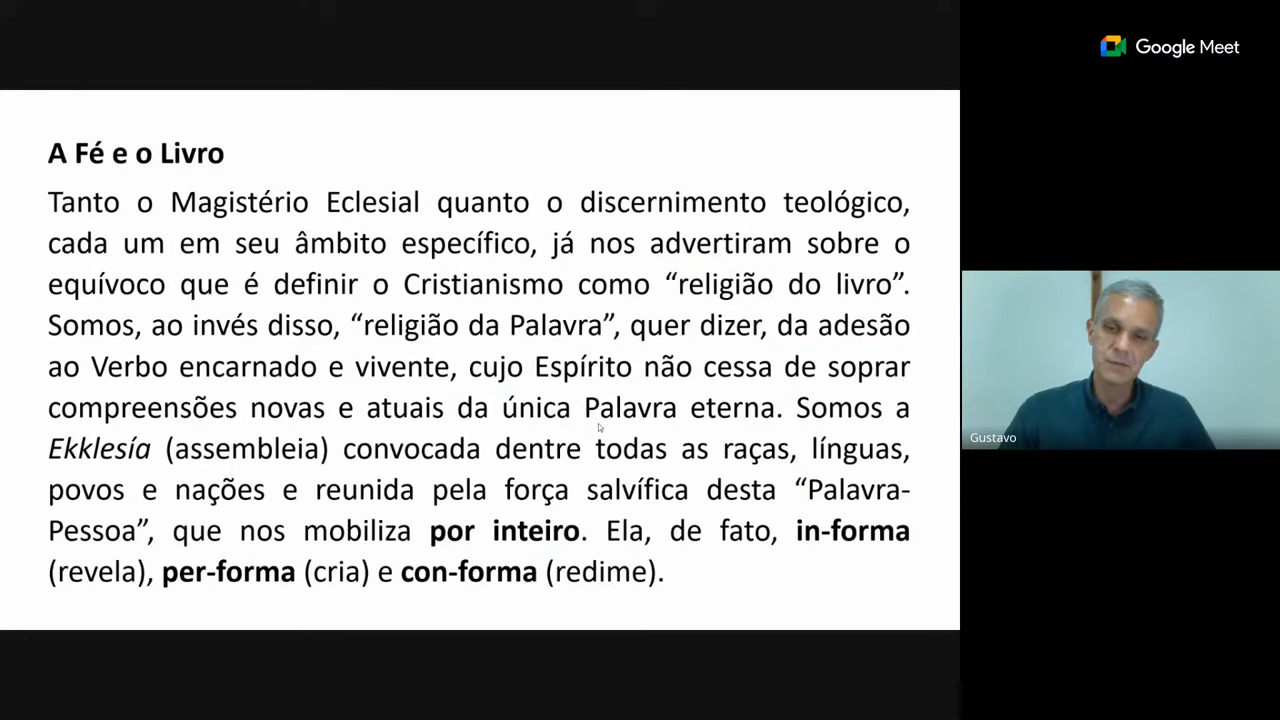 Google Meet
A Fé e o Livro
Tanto o Magistério Eclesial quanto o discernimento teológico,
cada um em seu âmbito específico, já nos advertiram sobre o
equívoco que é definir o Cristianismo como “religião do livro”.
Somos, ao invés disso, “religião da Palavra”, quer dizer, da adesão
ao Verbo encarnado e vivente, cujo Espírito não cessa de soprar
compreensões novas e atuais da única Palavra eterna. Somos a
Ekklesía (assembleia) convocada dentre todas as raças, línguas,
povos e nações e reunida pela força salvífica desta “Palavra-
Pessoa”, que nos mobiliza por inteiro. Ela, de fato, in-forma
(revela), per-forma (cria) e con-forma (redime).
Gustavo